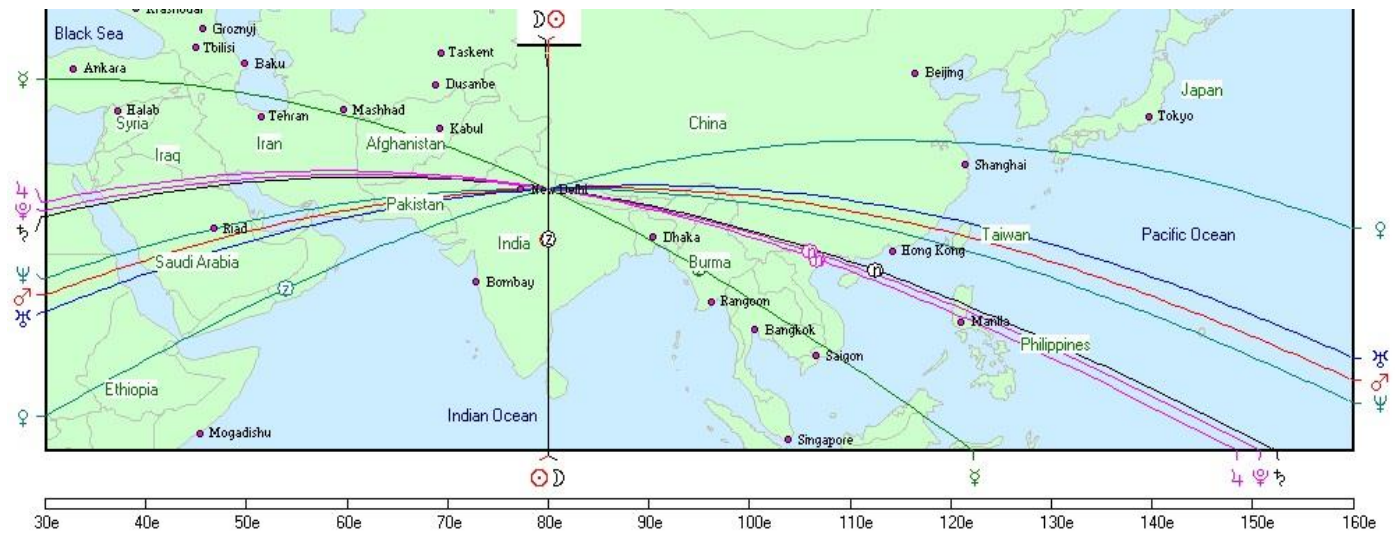 Krasnodar
☽☉
Black Sea
Groznyj
Tbilisi
Baku
Taskent
Ankara
Beijing
☿
Dusanbe
Japan
Halab
Tehran
Mashhad
Tokyo
Syria
Kabul
China
Iran
Afghanistan
Iraq
Shanghai
♃
New Delhi
Pakistan
♄
Riad
♀
India
Dhaka
Taiwan
Pacific Ocean
z
Hong Kong
Saudi Arabia
Burma
n
♆
Bombay
z
♂
Rangoon
♅
Manila
Bangkok
Philippines
Saigon
♅
♂
Ethiopia
♆
♀
Indian Ocean
Mogadishu
Singapore
☉☽
☿
♃
♄
30e 40e 50e 60e 70e 80e 90e 100e 110e 120e 130e 140e 150e 160e